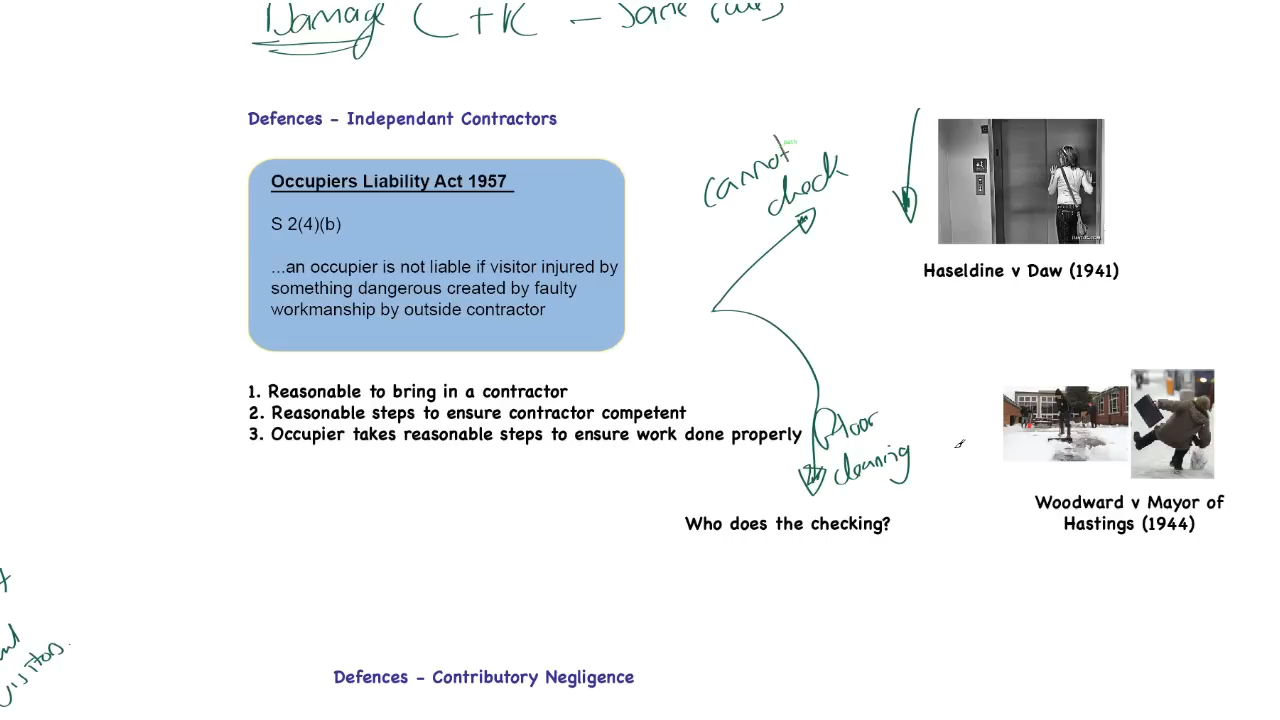 Damage C + K –
Defences - Independant Contractors
Occupiers Liability Act 1957
S 2(4)(b)
...an occupier is not liable if visitor injured by
something dangerous created by faulty
workmanship by outside contractor
1. Reasonable to bring in a contractor
2. Reasonable steps to ensure contractor competent
3. Occupier takes reasonable steps to ensure work done properly
cannot
path
check
Haseldine v Daw (1941)
floor
cleaning
Who does the checking?
Woodward v Mayor of
Hastings (1944)
visitors.
Defences - Contributory Negligence